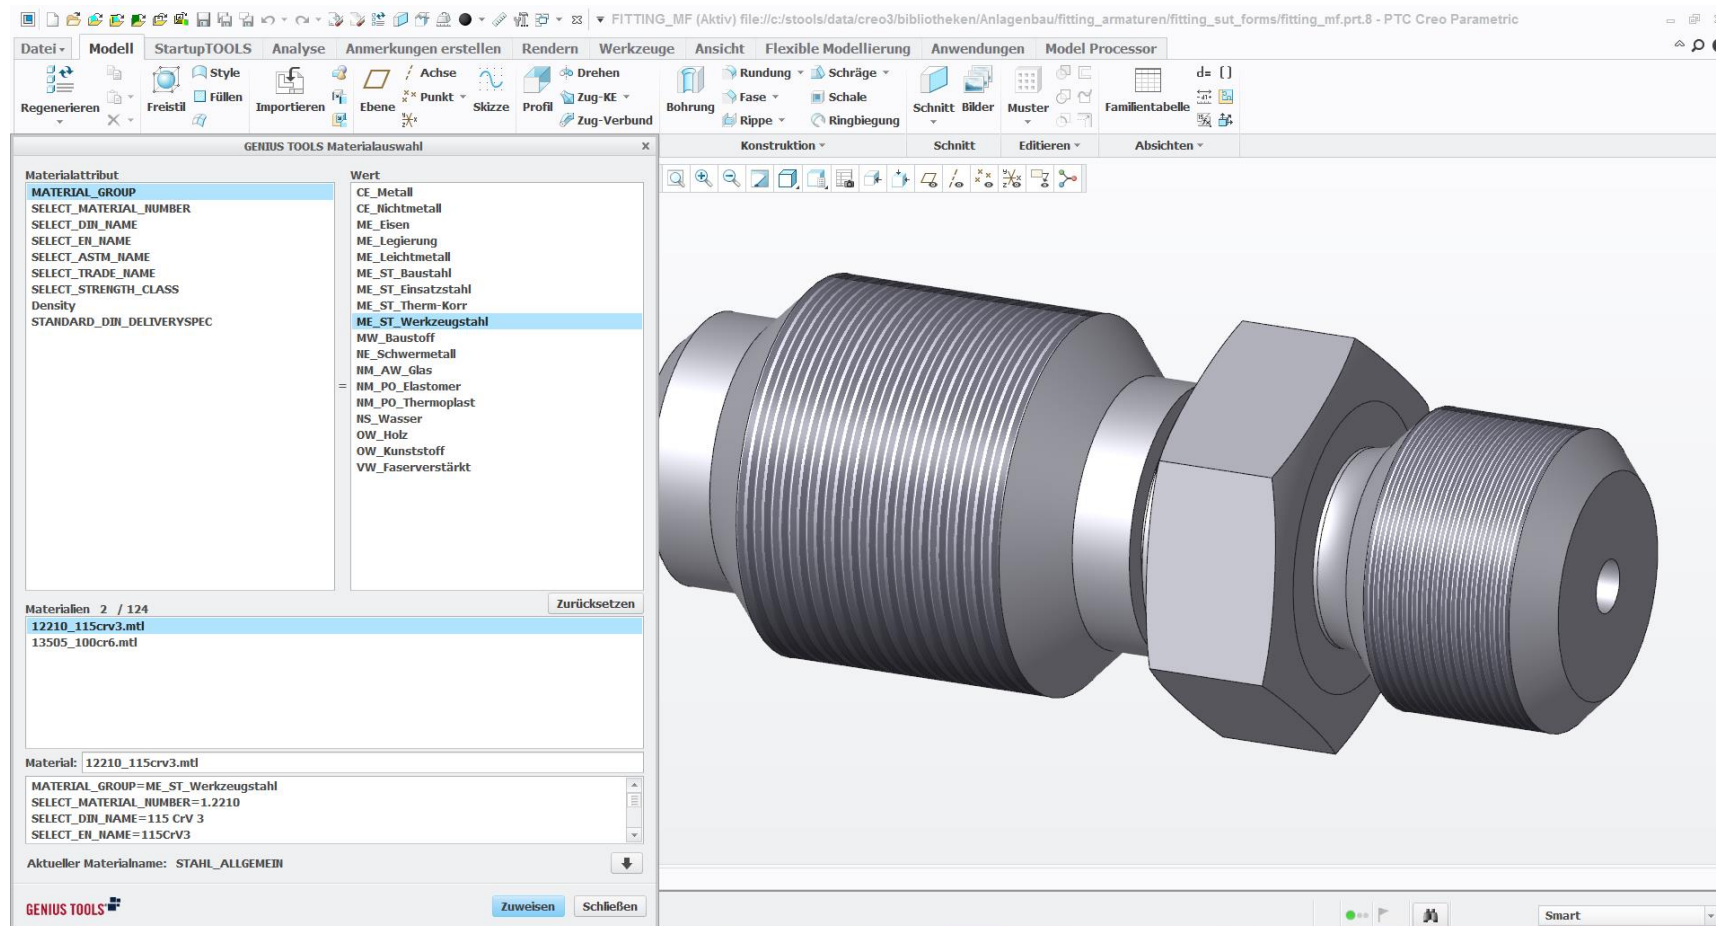 FITTING_MF (Aktiv) file://c:/stools/data/creo3/bibliotheken/Anlagenbau/fitting_armaturen/fitting_sut_forms/fitting_mf.prt.8 - PTC Creo Parametric
Datei Modell StartupTOOLS Analyse Anmerkungen erstellen Rendern Werkzeuge Ansicht Flexible Modellierung Anwendungen Model Processor
Style Achse Drehen Rundung Schräge d= [ ]
Füllen Punkt Zug-KE Fase Schale
Regenerieren Freistil Importieren Ebene Skizze Profil Bohrung Schnitt Bilder Muster Familientabelle
Zug-Verbund Rippe Ringbiegung
Konstruktion Schnitt Editieren Absichten
GENIUS TOOLS Materialauswahl x
Materialattribut Wert
MATERIAL_GROUP
SELECT_MATERIAL_NUMBER
SELECT_DIN_NAME
SELECT_EN_NAME
SELECT_ASTM_NAME
SELECT_TRADE_NAME
SELECT_STRENGTH_CLASS
Density
STANDARD_DIN_DELIVERYSPEC
=
CE_Metall
CE_Nichtmetall
ME_Eisen
ME_Legierung
ME_Leichtmetall
ME_ST_Baustahl
ME_ST_Einsatzstahl
ME_ST_Therm-Korr
ME_ST_Werkzeugstahl
MW_Baustoff
NE_Schwermetall
NM_AW_Glas
NM_PO_Elastomer
NM_PO_Thermoplast
NS_Wasser
OW_Holz
OW_Kunststoff
VW_Faserverstärkt
Materialien 2 / 124 Zurücksetzen
12210_115crv3.mtl
13505_100cr6.mtl
Material: 12210_115crv3.mtl
MATERIAL_GROUP=ME_ST_Werkzeugstahl
SELECT_MATERIAL_NUMBER=1.2210
SELECT_DIN_NAME=115 CrV 3
SELECT_EN_NAME=115CrV3
Aktueller Materialname: STAHL_ALLGEMEIN
GENIUS TOOLS Zuweisen Schließen
Smart